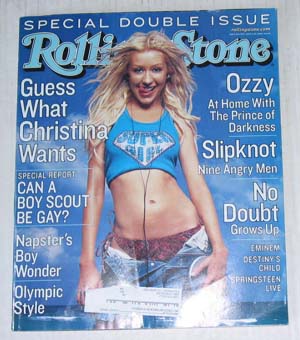 SPECIAL DOUBLE ISSUE
Rolling Stone
Guess
What
Christina
Wants
SPECIAL REPORT
CAN A
BOY SCOUT
BE GAY?
Napster's
Boy
Wonder
Olympic
Style
Ozzy
At Home With
The Prince of
Darkness
Slipknot
Nine Angry Men
No
Doubt
Grows Up
EMINEM
DESTINY'S
CHILD
SPRINGSTEEN
LIVE